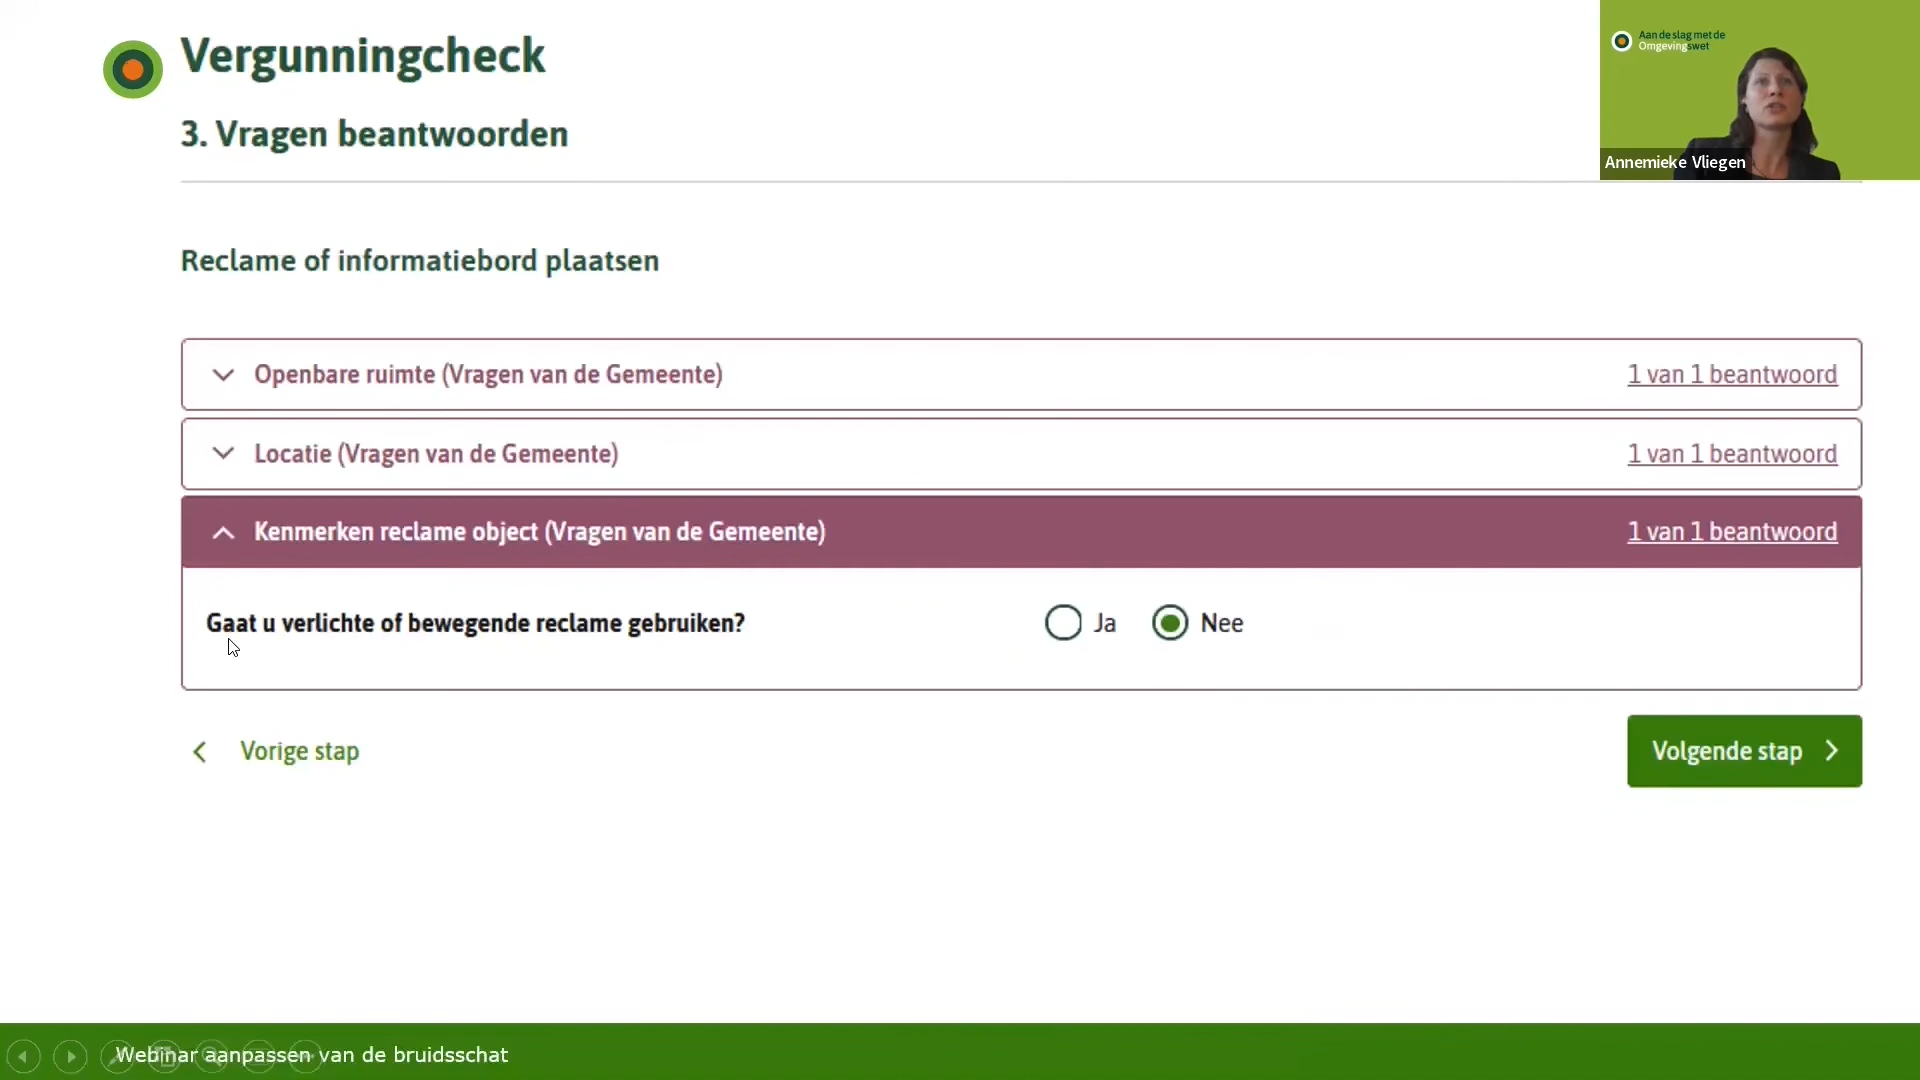 Vergunningcheck
3. Vragen beantwoorden
Aan de slag met de
Omgevingswet
Annemieke Vliegen
Reclame of informatiebord plaatsen
Openbare ruimte (Vragen van de Gemeente)
1 van 1 beantwoord
Locatie (Vragen van de Gemeente)
1 van 1 beantwoord
Kenmerken reclame object (Vragen van de Gemeente)
1 van 1 beantwoord
Gaat u verlichte of bewegende reclame gebruiken?
Ja
Nee
Vorige stap
Volgende stap
Webinar aanpassen van de bruidsschat